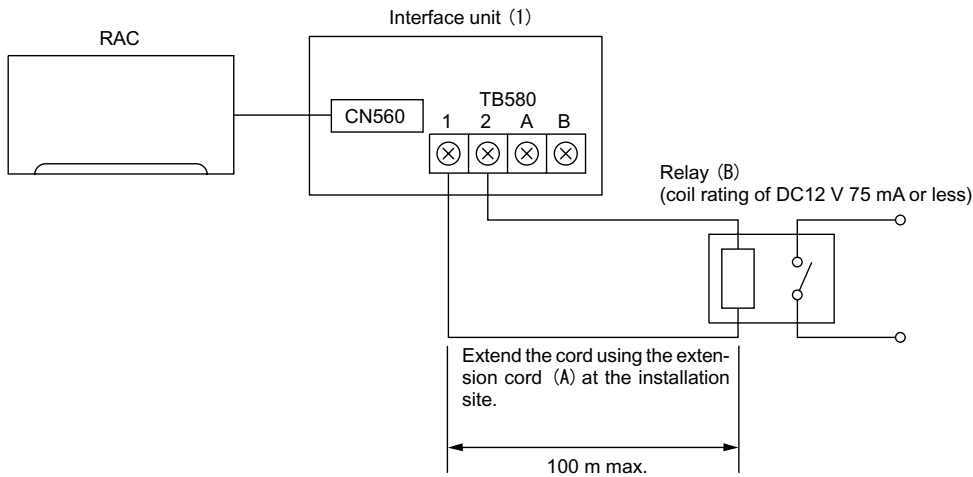 Interface unit (1)
RAC
CN560
TB580
1 2 A B
Relay (B)
(coil rating of DC12 V 75 mA or less)
Extend the cord using the exten-
sion cord (A) at the installation
site.
100 m max.